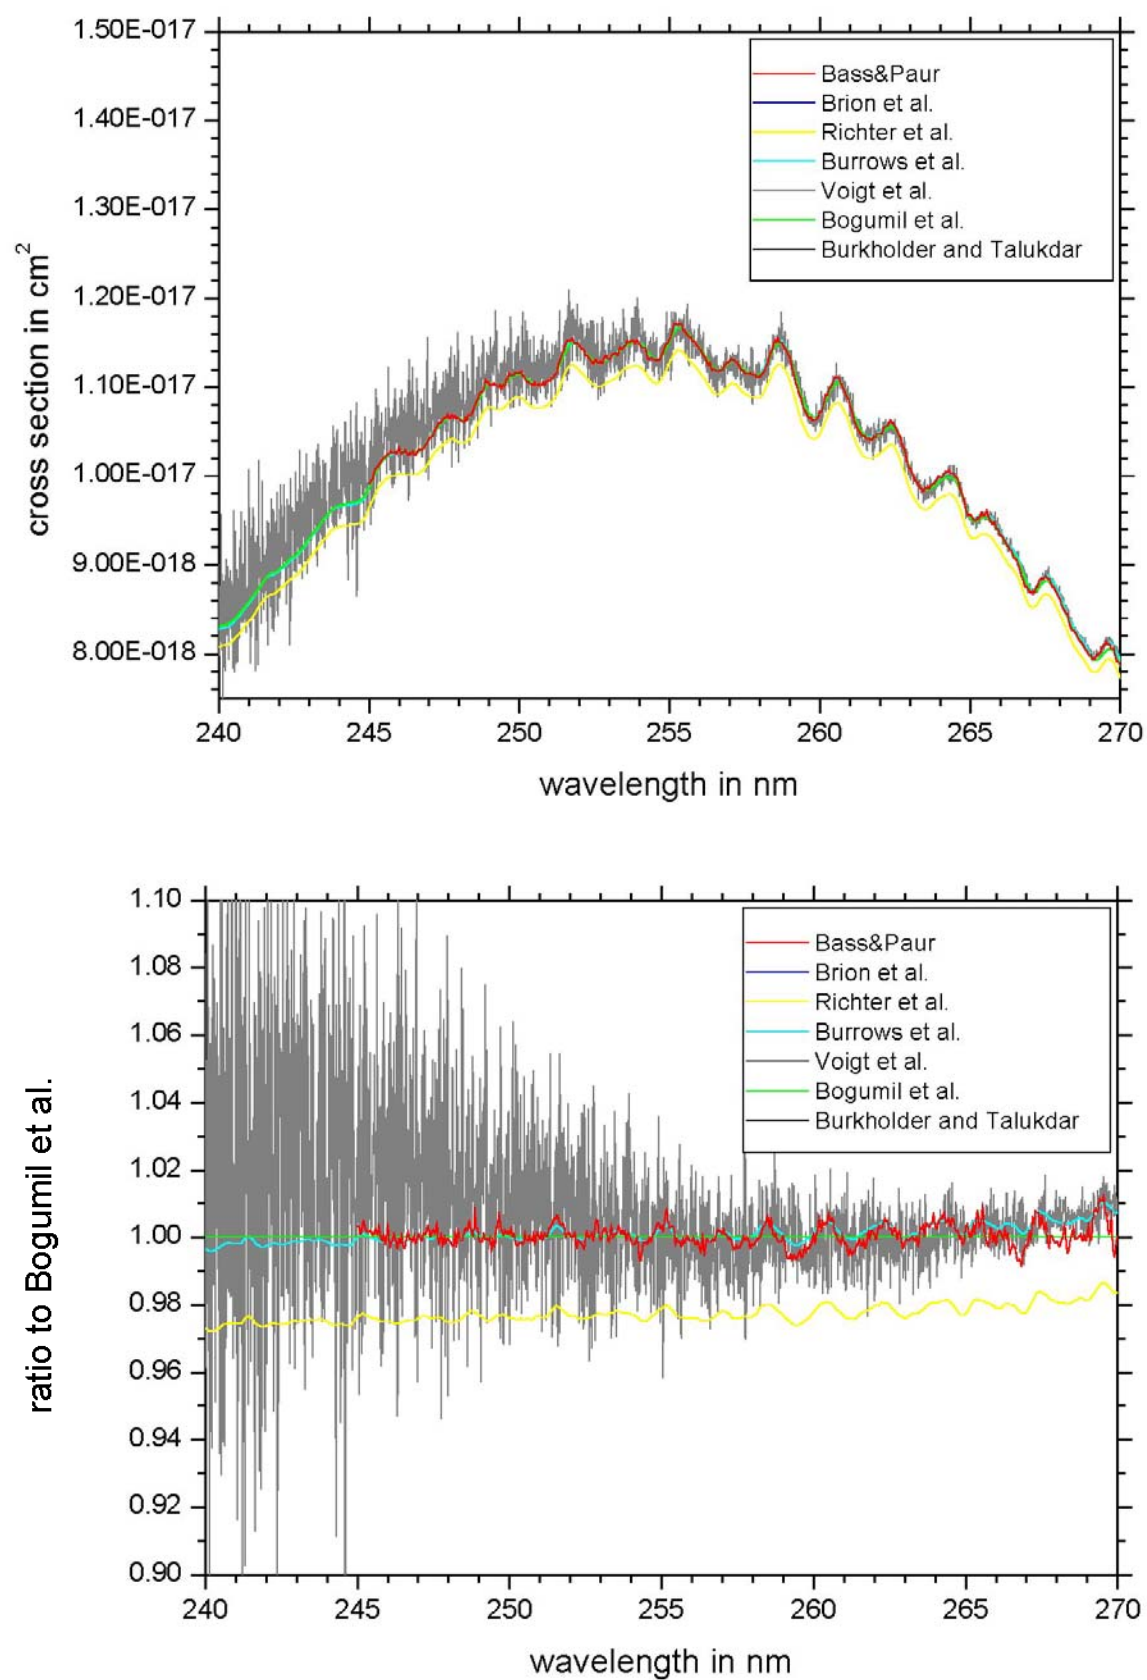 1.50E-017
1.40E-017
1.30E-017
1.20E-017
1.10E-017
1.00E-017
9.00E-018
8.00E-018
cross section in cm²
Bass&Paur
Brion et al.
Richter et al.
Burrows et al.
Voigt et al.
Bogumil et al.
Burkholder and Talukdar
240 245 250 255 260 265 270
wavelength in nm
1.10
1.08
1.06
1.04
1.02
1.00
0.98
0.96
0.94
0.92
0.90
ratio to Bogumil et al.
Bass&Paur
Brion et al.
Richter et al.
Burrows et al.
Voigt et al.
Bogumil et al.
Burkholder and Talukdar
240 245 250 255 260 265 270
wavelength in nm